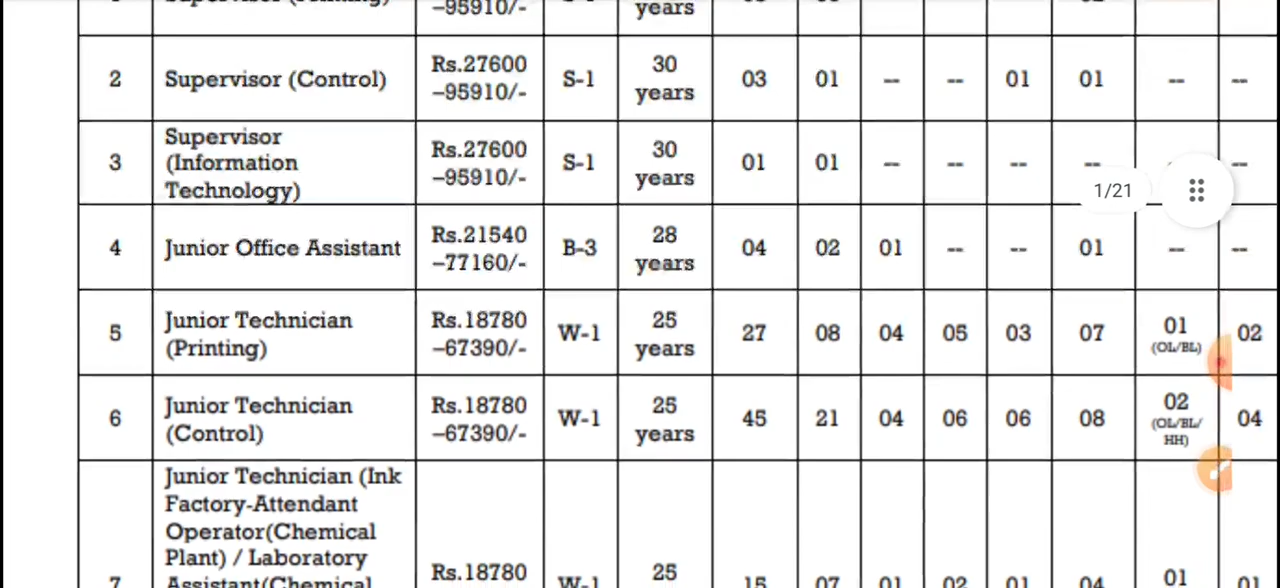 –95910/-
years
2 Supervisor (Control) Rs.27600 –95910/- S-1 30 years 03 01 -- -- 01 01 -- --
3 Supervisor (Information Technology) Rs.27600 –95910/- S-1 30 years 01 01 -- -- -- -- --
1/21
4 Junior Office Assistant Rs.21540 –77160/- B-3 28 years 04 02 01 -- -- 01 -- --
5 Junior Technician (Printing) Rs.18780 –67390/- W-1 25 years 27 08 04 05 03 07 01 (OL/BL) 02
6 Junior Technician (Control) Rs.18780 –67390/- W-1 25 years 45 21 04 06 06 08 02 (OL/BL/ HH) 04
7 Junior Technician (Ink Factory-Attendant Operator(Chemical Plant) / Laboratory Assistant(Chemical Rs.18780 W-1 25 15 07 01 02 01 04 01 01